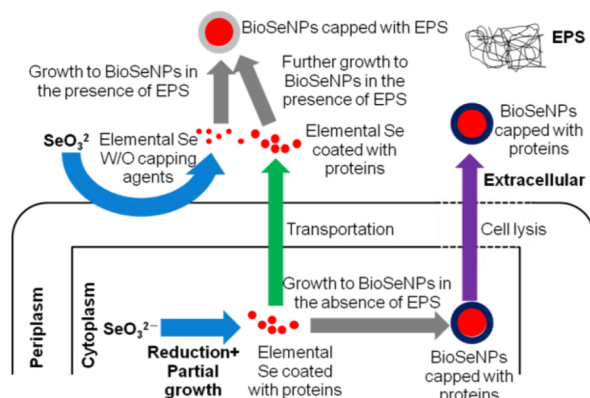 BioSeNPs capped with EPS
EPS
Growth to BioSeNPs in
the presence of EPS
Further growth to
BioSeNPs in the
presence of EPS
SeO₃²
Elemental Se
W/O capping
agents
Elemental Se
coated with
proteins
BioSeNPs
capped with
proteins
Extracellular
Transportation
Cell lysis
Periplasm
Cytoplasm
Growth to BioSeNPs in
the absence of EPS
SeO₃²⁻
Reduction+
Partial
growth
Elemental
Se coated
with proteins
BioSeNPs
capped with
proteins